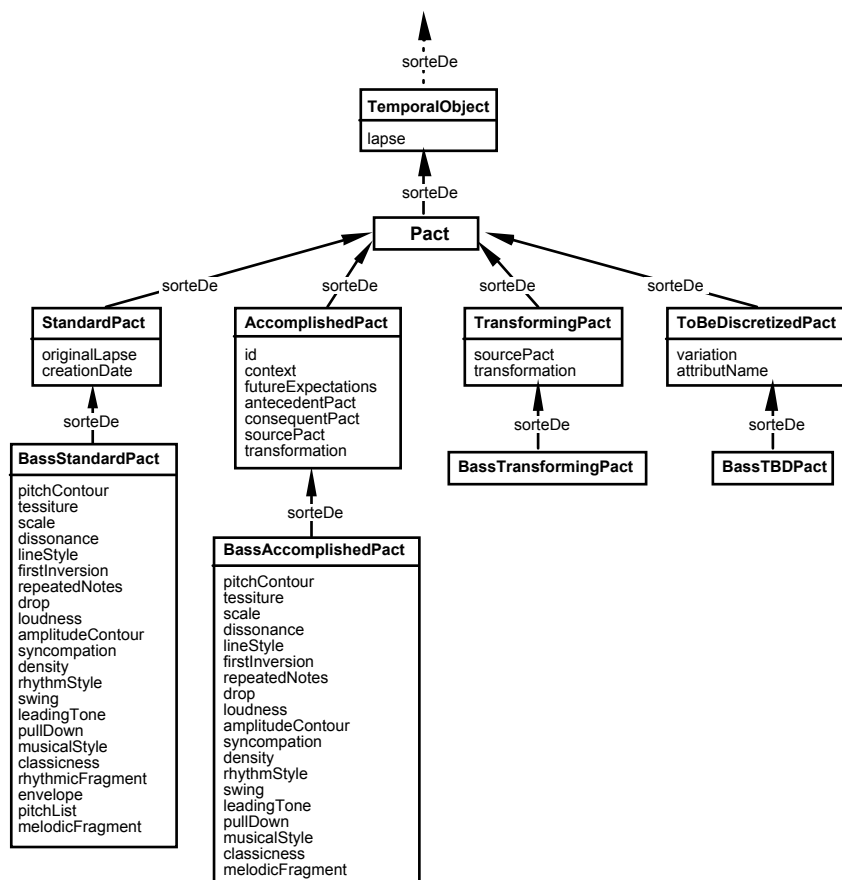 sorteDe
TemporalObject
lapse
sorteDe
Pact
sorteDe
sorteDe
sorteDe
sorteDe
StandardPact
originalLapse
creationDate
AccomplishedPact
id
context
futureExpectations
antecedentPact
consequentPact
sourcePact
transformation
TransformingPact
sourcePact
transformation
ToBeDiscretizedPact
variation
attributName
sorteDe
sorteDe
sorteDe
BassStandardPact
pitchContour
tessiture
scale
dissonance
lineStyle
firstInversion
repeatedNotes
drop
loudness
amplitudeContour
syncompation
density
rhythmStyle
swing
leadingTone
pullDown
musicalStyle
classicness
rhythmicFragment
envelope
pitchList
melodicFragment
BassTransformingPact
BassTBDPact
sorteDe
BassAccomplishedPact
pitchContour
tessiture
scale
dissonance
lineStyle
firstInversion
repeatedNotes
drop
loudness
amplitudeContour
syncompation
density
rhythmStyle
swing
leadingTone
pullDown
musicalStyle
classicness
melodicFragment